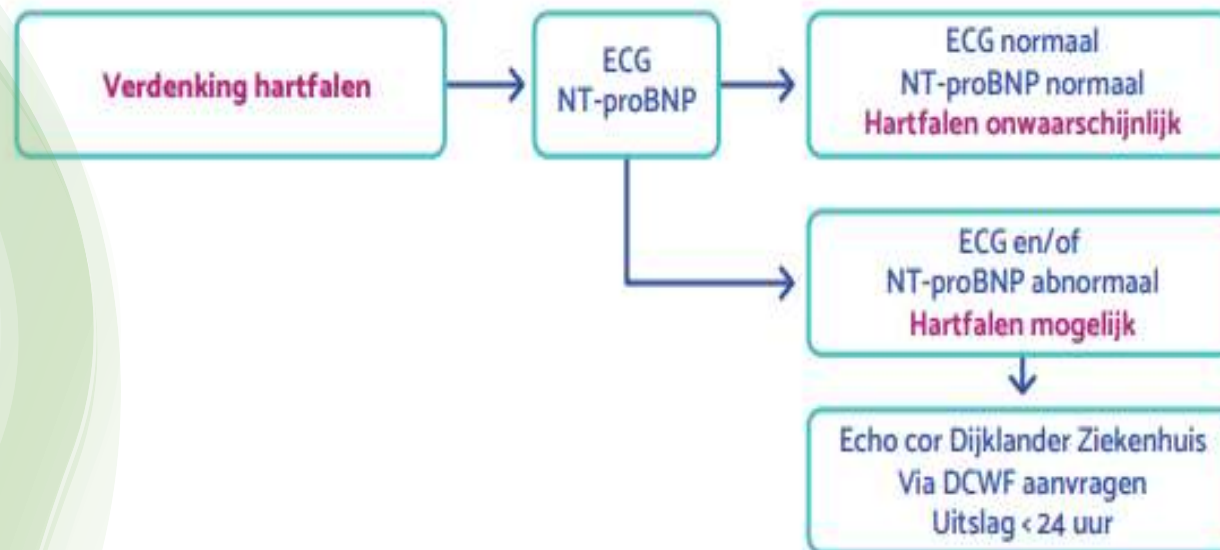 Verdenking hartfalen
ECG
NT-proBNP
ECG normaal
NT-proBNP normaal
Hartfalen onwaarschijnlijk
ECG en/of
NT-proBNP abnormaal
Hartfalen mogelijk
Echo cor Dijklander Ziekenhuis
Via DCWF aanvragen
Uitslag < 24 uur